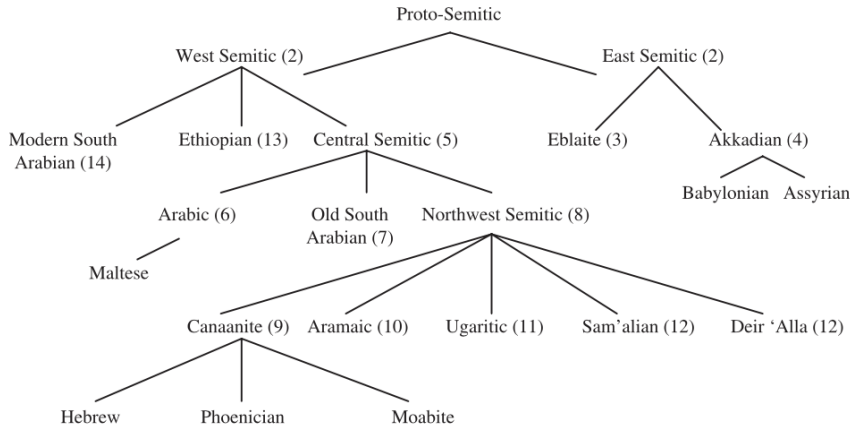 Proto-Semitic
West Semitic (2)
East Semitic (2)
Modern South
Arabian (14)
Ethiopian (13)
Central Semitic (5)
Eblaite (3)
Akkadian (4)
Babylonian
Assyrian
Arabic (6)
Old South
Arabian (7)
Northwest Semitic (8)
Maltese
Canaanite (9)
Aramaic (10)
Ugaritic (11)
Sam’alian (12)
Deir ‘Alla (12)
Hebrew
Phoenician
Moabite